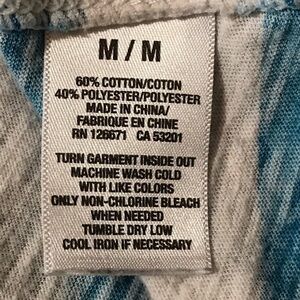 M / M
60% COTTON/COTON
40% POLYESTER/POLYESTER
MADE IN CHINA/
FABRIQUE EN CHINE
RN 126671 CA 53201
TURN GARMENT INSIDE OUT
MACHINE WASH COLD
WITH LIKE COLORS
ONLY NON-CHLORINE BLEACH
WHEN NEEDED
TUMBLE DRY LOW
COOL IRON IF NECESSARY